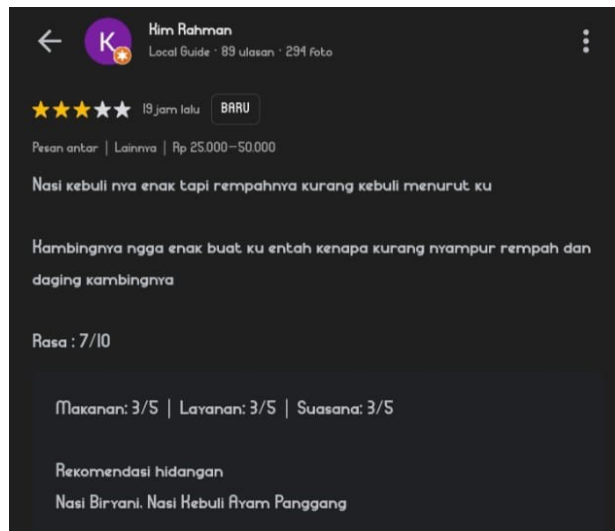 Kim Rahman
Local Guide · 89 ulasan · 294 foto
K
19 jam lalu BARU
Pesan antar | Lainnya | Rp 25.000–50.000
Nasi kebuli nya enak tapi rempahnya kurang kebuli menurut ku
Kambingnya ngga enak buat ku entah kenapa kurang nyampur rempah dan
daging kambingnya
Rasa : 7/10
Makanan: 3/5 | Layanan: 3/5 | Suasana: 3/5
Rekomendasi hidangan
Nasi Biryani. Nasi Kebuli Ayam Panggang